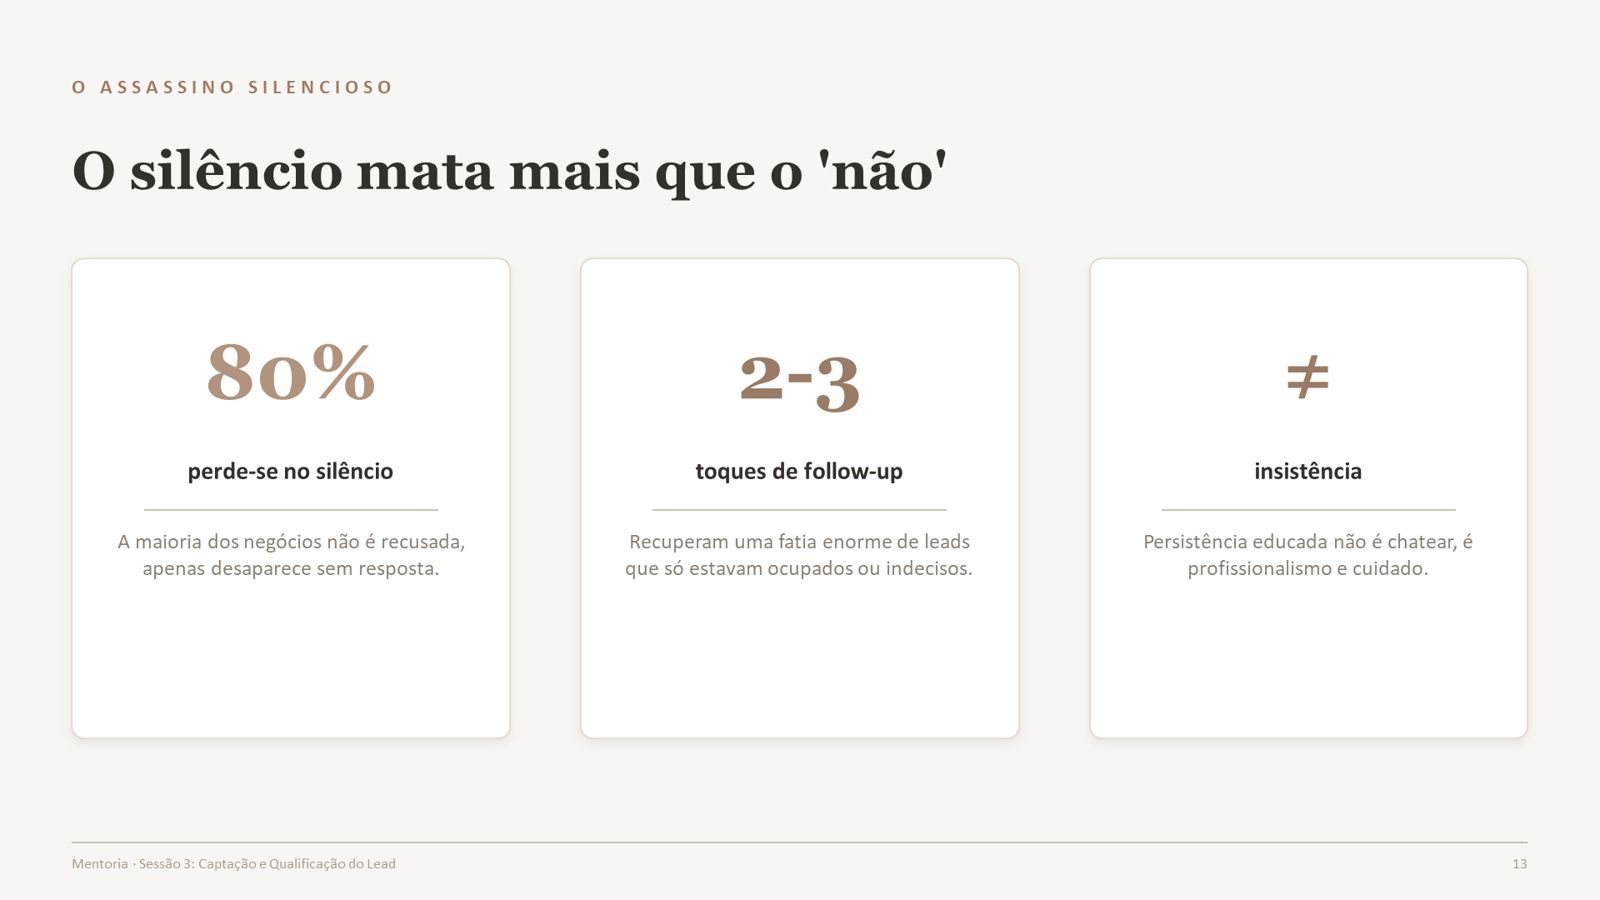 O ASSASSINO SILENCIOSO
O silêncio mata mais que o 'não'
80%
perde-se no silêncio
A maioria dos negócios não é recusada,
apenas desaparece sem resposta.
2-3
toques de follow-up
Recuperam uma fatia enorme de leads
que só estavam ocupados ou indecisos.
≠
insistência
Persistência educada não é chatear, é
profissionalismo e cuidado.
Mentoria · Sessão 3: Captação e Qualificação do Lead
13